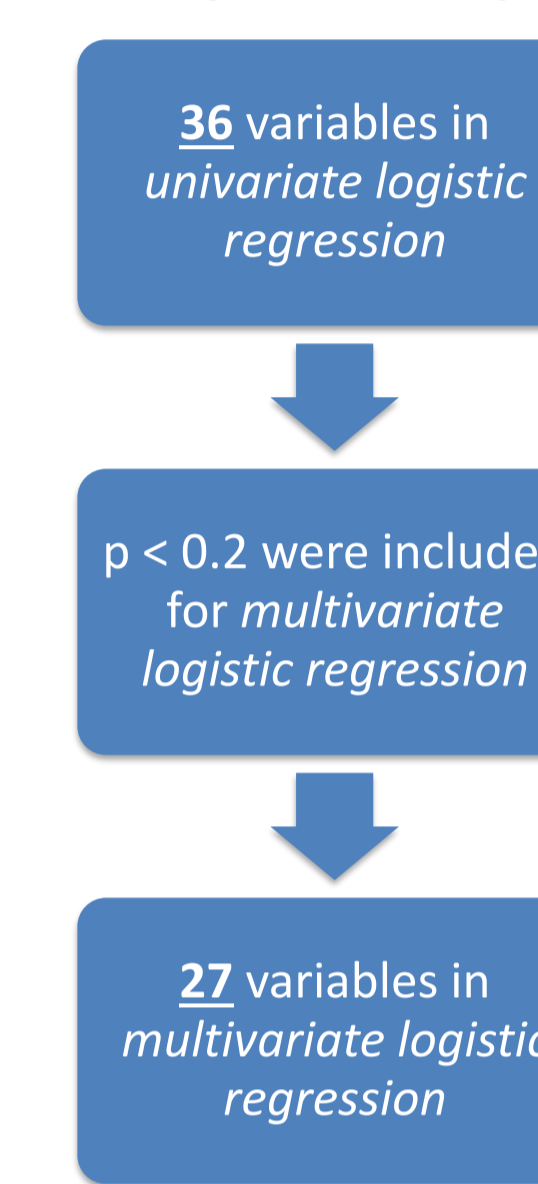 36 variables in
univariate logistic
regression
p < 0.2 were include
for multivariate
logistic regression
27 variables in
multivariate logistic
regression